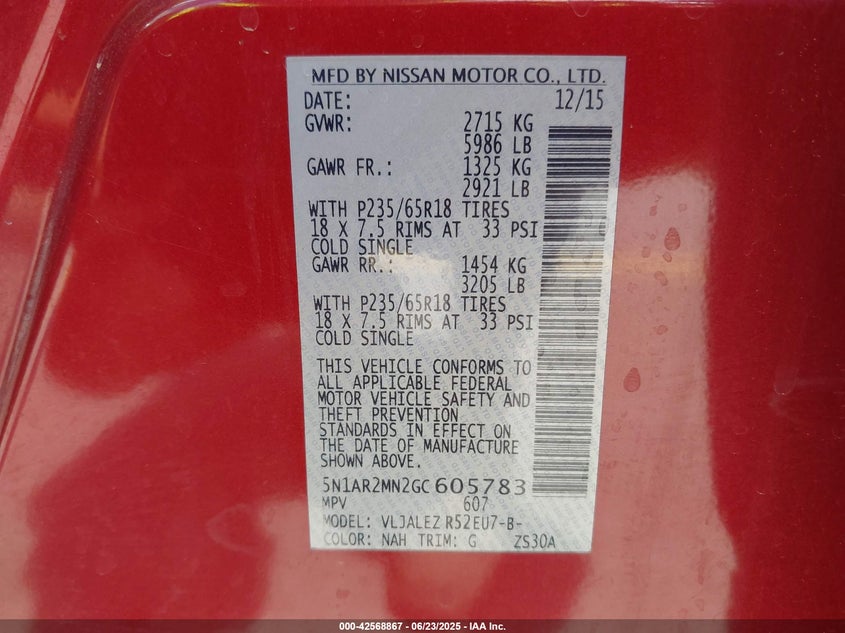 MFD BY NISSAN MOTOR CO., LTD.
DATE: 12/15
GVWR: 2715 KG
5986 LB
GAWR FR.: 1325 KG
2921 LB
WITH P235/65R18 TIRES
18 X 7.5 RIMS AT 33 PSI
COLD SINGLE
GAWR RR.: 1454 KG
3205 LB
WITH P235/65R18 TIRES
18 X 7.5 RIMS AT 33 PSI
COLD SINGLE
THIS VEHICLE CONFORMS TO
ALL APPLICABLE FEDERAL
MOTOR VEHICLE SAFETY AND
THEFT PREVENTION
STANDARDS IN EFFECT ON
THE DATE OF MANUFACTURE
SHOWN ABOVE.
5N1AR2MN2GC605783
MPV 607
MODEL: VLJALEZ R52EU7-B-
COLOR: NAH TRIM: G ZS30A
000-42568867 - 06/23/2025 - IAA Inc.